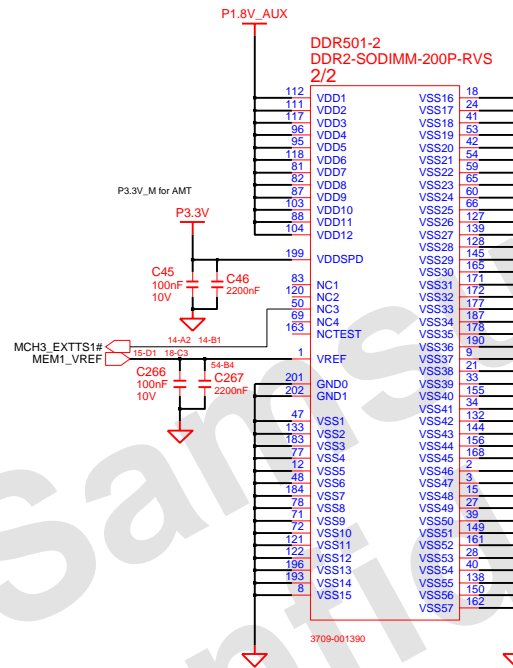 P1.8V_AUX
DDR501-2
DDR2-SODIMM-200P-RVS
2/2
112 VDD1 VSS16 18
111 VDD2 VSS17 24
117 VDD3 VSS18 41
96 VDD4 VSS19 53
95 VDD5 VSS20 42
118 VDD6 VSS21 54
81 VDD7 VSS22 59
82 VDD8 VSS23 65
87 VDD9 VSS24 60
103 VDD10 VSS25 66
88 VDD11 VSS26 127
104 VDD12 VSS27 139
VSS28 128
P3.3V_M for AMT
P3.3V
199 VDDSPD VSS29 145
VSS30 165
C45
100nF
10V
C46
2200nF
83 NC1 VSS31 171
120 NC2 VSS32 172
50 NC3 VSS33 177
69 NC4 VSS34 187
163 NCTEST VSS35 178
VSS36 190
MCH3_EXTTS1# 14-A2 14-B1
MEM1_VREF 15-D1 18-C3
54-B4
1 VREF VSS37 9
VSS38 21
C266
100nF
10V
C267
2200nF
201 GND0 VSS39 33
202 GND1 VSS40 155
VSS41 34
47 VSS1 VSS42 132
133 VSS2 VSS43 144
183 VSS3 VSS44 156
77 VSS4 VSS45 168
12 VSS5 VSS46 2
48 VSS6 VSS47 3
184 VSS7 VSS48 15
78 VSS8 VSS49 27
71 VSS9 VSS50 39
72 VSS10 VSS51 149
121 VSS11 VSS52 161
122 VSS12 VSS53 28
196 VSS13 VSS54 40
193 VSS14 VSS55 138
8 VSS15 VSS56 150
VSS57 162
3709-001390
Samsu
onfid